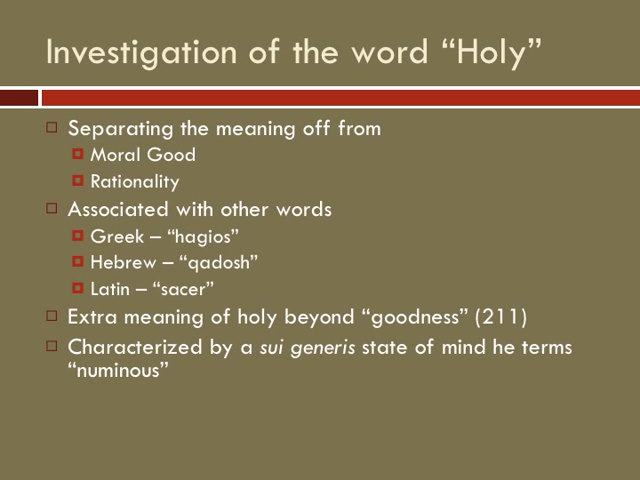 Investigation of the word “Holy”
Separating the meaning off from
Moral Good
Rationality
Associated with other words
Greek – “hagios”
Hebrew – “qadosh”
Latin – “sacer”
Extra meaning of holy beyond “goodness” (211)
Characterized by a sui generis state of mind he terms
“numinous”